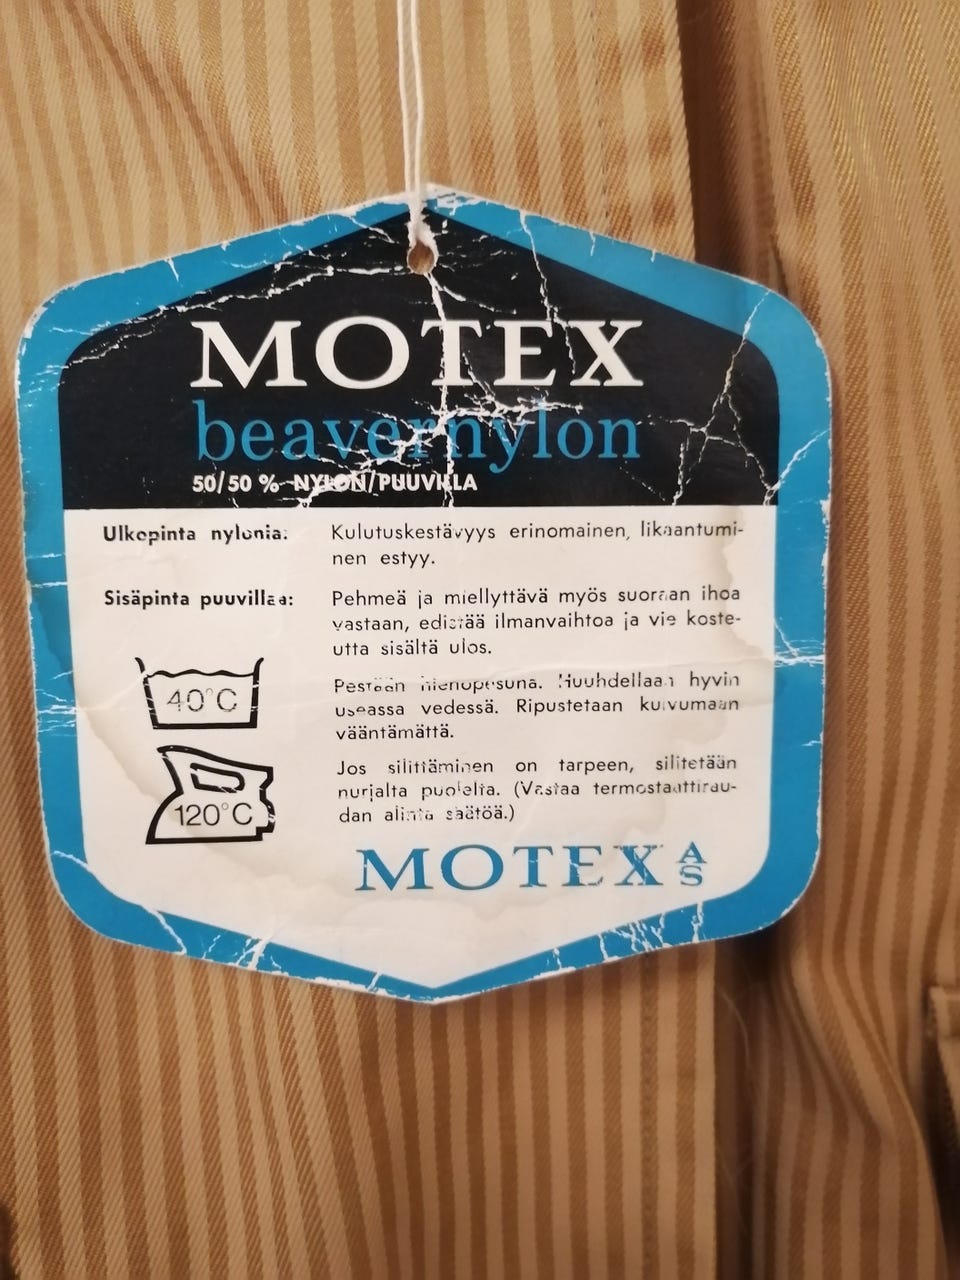 MOTEX
beavernylon
50/50 % NYLON/PUUVILLA
Ulkopinta nylonia:
Kulutuskestävyys erinomainen, likaantumi-
nen estyy.
Sisäpinta puuvillaa:
Pehmeä ja miellyttävä myös suoraan ihoa
vastaan, edistää ilmanvaihtoa ja vie koste-
utta sisältä ulos.
40°C
Pestään hienopesuna. Huuhdellaan hyvin
useassa vedessä. Ripustetaan kuivumaan
vääntämättä.
120°C
Jos silittäminen on tarpeen, silitetään
nurjalta puolelta. (Vastaa termostaattirau-
dan alinta säätöä.)
MOTEX AS